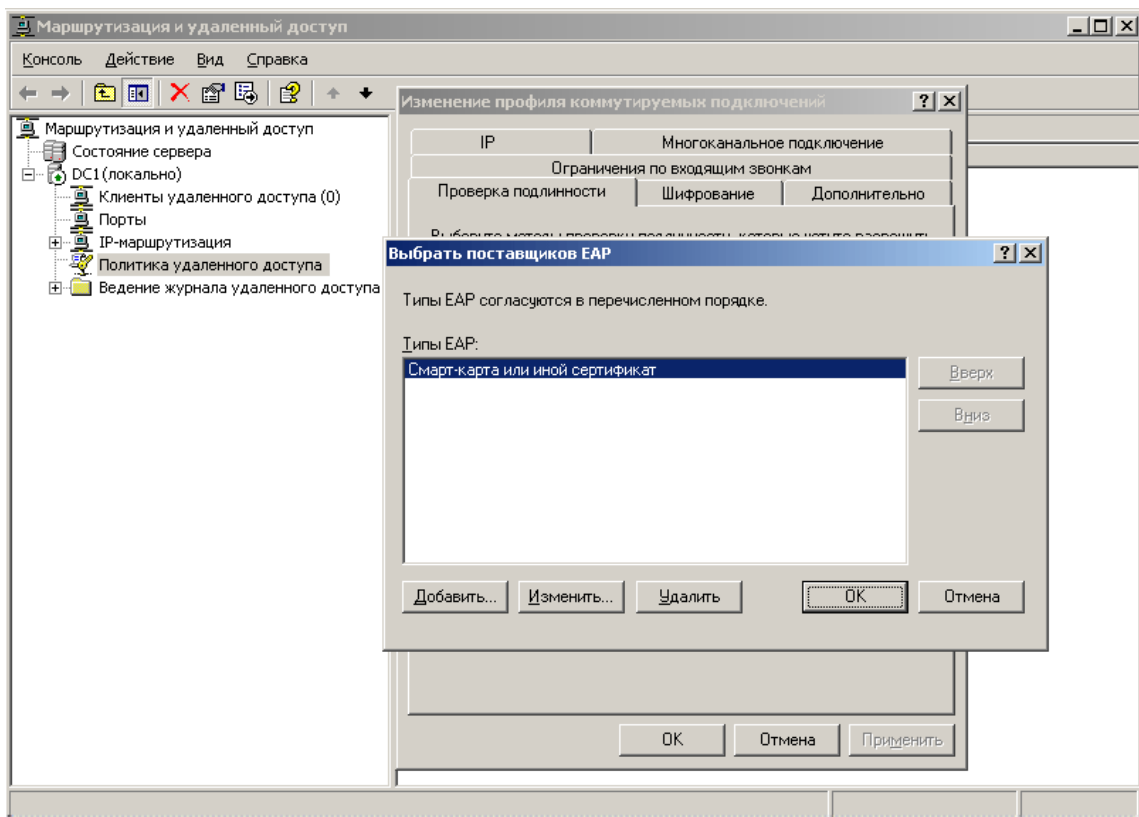 Маршрутизация и удаленный доступ
Консоль Действие Вид Справка
Маршрутизация и удаленный доступ
Состояние сервера
DC1 (локально)
Клиенты удаленного доступа (0)
Порты
IP-маршрутизация
Политика удаленного доступа
Ведение журнала удаленного доступа
Изменение профиля коммутируемых подключений
IP Многоканальное подключение
Ограничения по входящим звонкам
Проверка подлинности Шифрование Дополнительно
Выбрать поставщиков EAP
Типы EAP согласуются в перечисленном порядке.
Типы EAP:
Смарт-карта или иной сертификат
Вверх
Вниз
Добавить... Изменить... Удалить OK Отмена
OK Отмена Применить